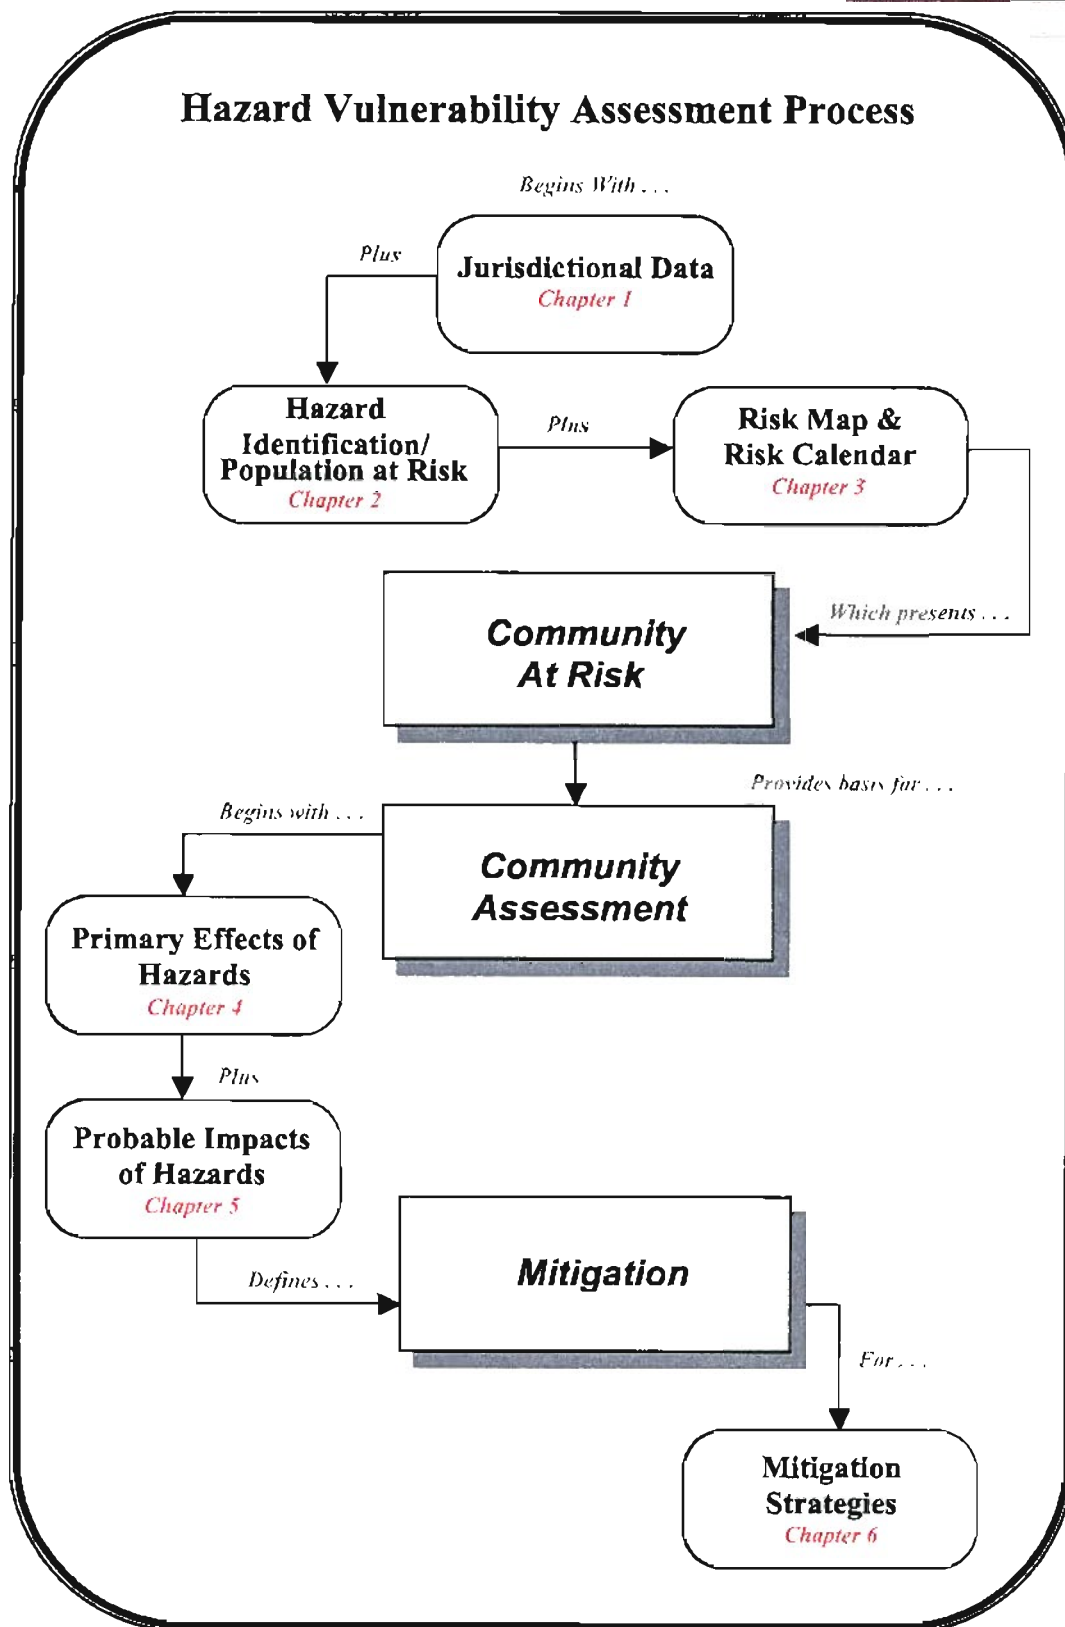 Hazard Vulnerability Assessment Process
Begins With . . .
Plus
Jurisdictional Data
Chapter 1
Hazard
Identification/
Population at Risk
Chapter 2
Plus
Risk Map &
Risk Calendar
Chapter 3
Which presents . . .
Community
At Risk
Provides basis for . . .
Begins with . . .
Community
Assessment
Primary Effects of
Hazards
Chapter 4
Plus
Probable Impacts
of Hazards
Chapter 5
Defines . . .
Mitigation
For . . .
Mitigation
Strategies
Chapter 6